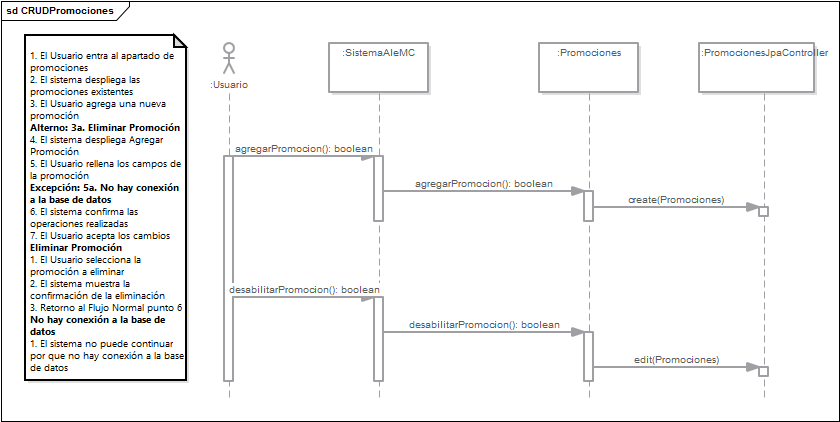 sd CRUDPromociones
1. El Usuario entra al apartado de
promociones
2. El sistema despliega las
promociones existentes
3. El Usuario agrega una nueva
promoción
Alterno: 3a. Eliminar Promoción
4. El sistema despliega Agregar
Promoción
5. El Usuario rellena los campos de
la promoción
Excepción: 5a. No hay conexión
a la base de datos
6. El sistema confirma las
operaciones realizadas
7. El Usuario acepta los cambios
Eliminar Promoción
1. El Usuario selecciona la
promoción a eliminar
2. El sistema muestra la
confirmación de la eliminación
3. Retorno al Flujo Normal punto 6
No hay conexión a la base de
datos
1. El sistema no puede continuar
por que no hay conexión a la base
de datos
:Usuario
:SistemaAleMC
:Promociones
:PromocionesJpaController
agregarPromocion(): boolean
agregarPromocion(): boolean
create(Promociones)
desabilitarPromocion(): boolean
desabilitarPromocion(): boolean
edit(Promociones)